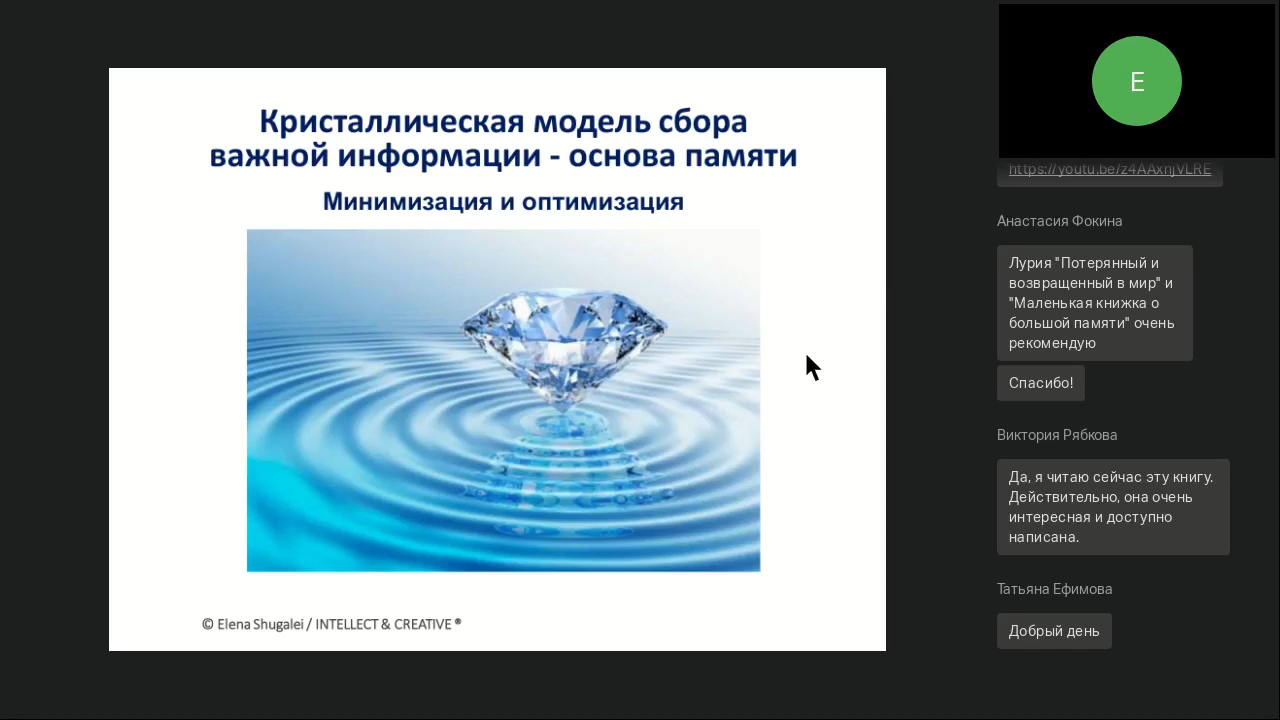 Кристаллическая модель сбора
важной информации - основа памяти
Минимизация и оптимизация
© Elena Shugalei / INTELLECT & CREATIVE ®
E
https://youtu.be/z4AAxnjVLRE
Анастасия Фокина
Лурия "Потерянный и
возвращенный в мир" и
"Маленькая книжка о
большой памяти" очень
рекомендую
Спасибо!
Виктория Рябкова
Да, я читаю сейчас эту книгу.
Действительно, она очень
интересная и доступно
написана.
Татьяна Ефимова
Добрый день